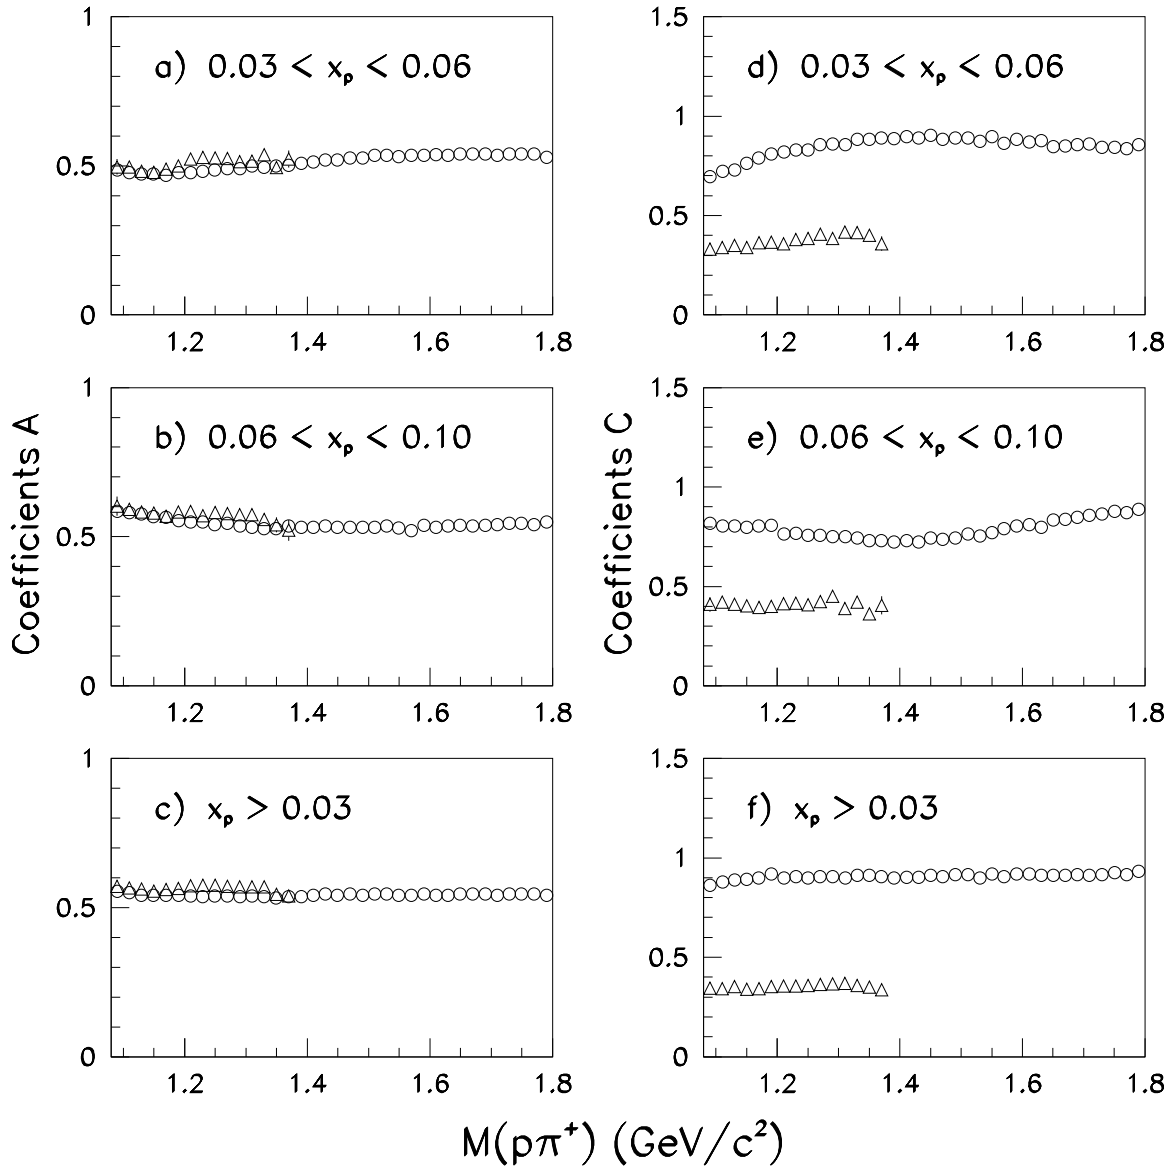 a) 0.03 < xₚ < 0.06
1
0.5
0
1.2 1.4 1.6 1.8
d) 0.03 < xₚ < 0.06
1.5
1
0.5
0
1.2 1.4 1.6 1.8
Coefficients A
b) 0.06 < xₚ < 0.10
1
0.5
0
1.2 1.4 1.6 1.8
Coefficients C
e) 0.06 < xₚ < 0.10
1.5
1
0.5
0
1.2 1.4 1.6 1.8
c) xₚ > 0.03
1
0.5
0
1.2 1.4 1.6 1.8
f) xₚ > 0.03
1.5
1
0.5
0
1.2 1.4 1.6 1.8
M(pπ⁺) (GeV/c²)